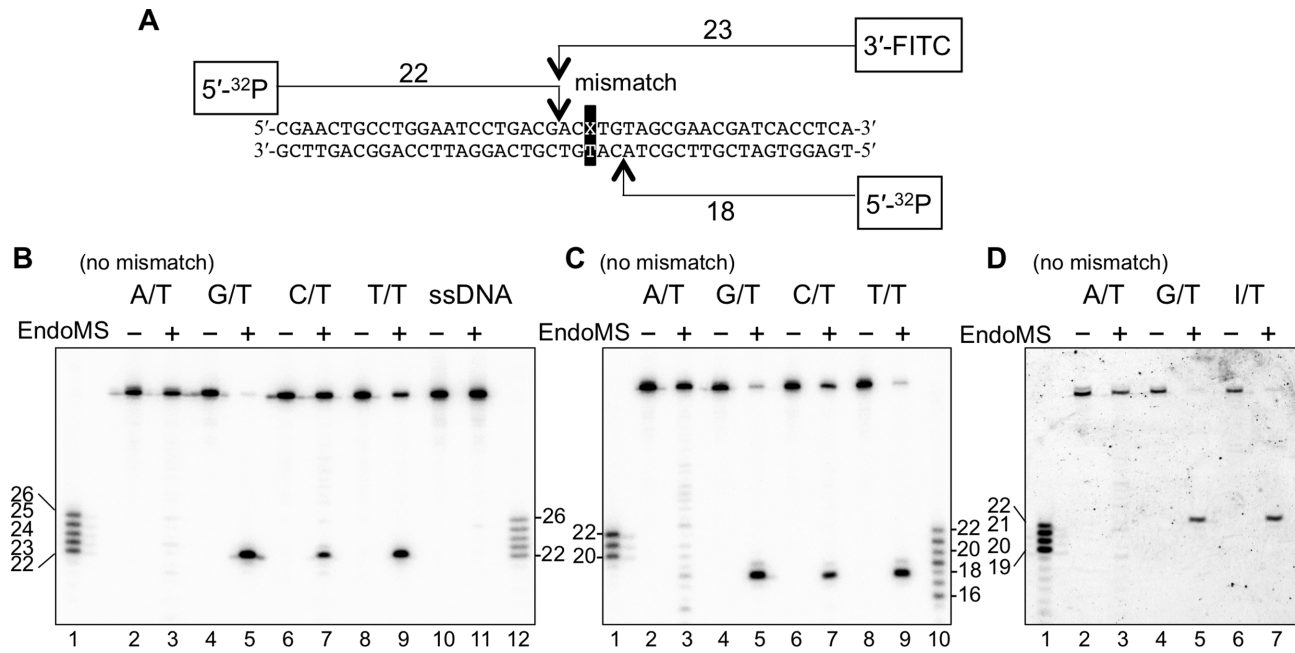 A
23
3′-FITC
5′-³²P
22
mismatch
5′-CGAACTGCCTGGAATCCTGACGACXTGTAGCGAACGATCACCTCA-3′
3′-GCTTGACGGACCTTAGGACTGCTGTACATCGCTTGCTAGTGGAGT-5′
18
5′-³²P
B
(no mismatch)
A/T G/T C/T T/T ssDNA
EndoMS − + − + − + − + − +
26
25
24
23
22
26
22
1 2 3 4 5 6 7 8 9 10 11 12
C
(no mismatch)
A/T G/T C/T T/T
EndoMS − + − + − + − +
22
20
22
20
18
16
1 2 3 4 5 6 7 8 9 10
D
(no mismatch)
A/T G/T I/T
EndoMS − + − + − +
22
21
20
19
1 2 3 4 5 6 7